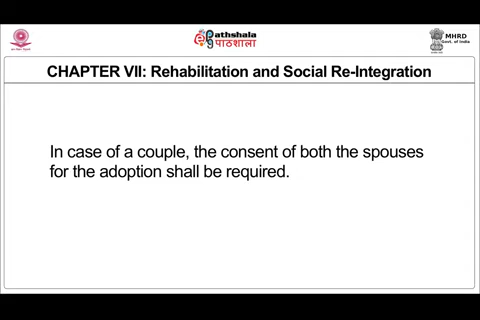 ePathshala
पाठशाला
MHRD
Govt. of India
CHAPTER VII: Rehabilitation and Social Re-Integration
In case of a couple, the consent of both the spouses
for the adoption shall be required.